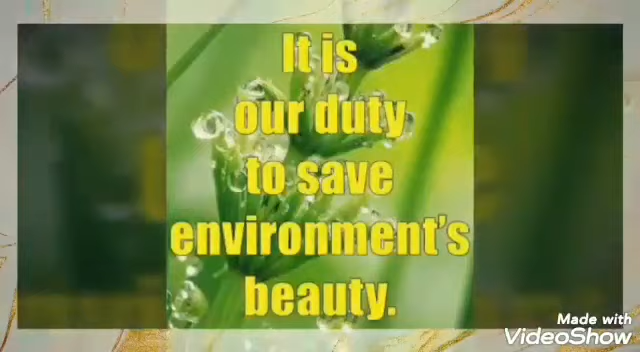 It is
our duty
to save
environment's
beauty.
Made with
VideoShow